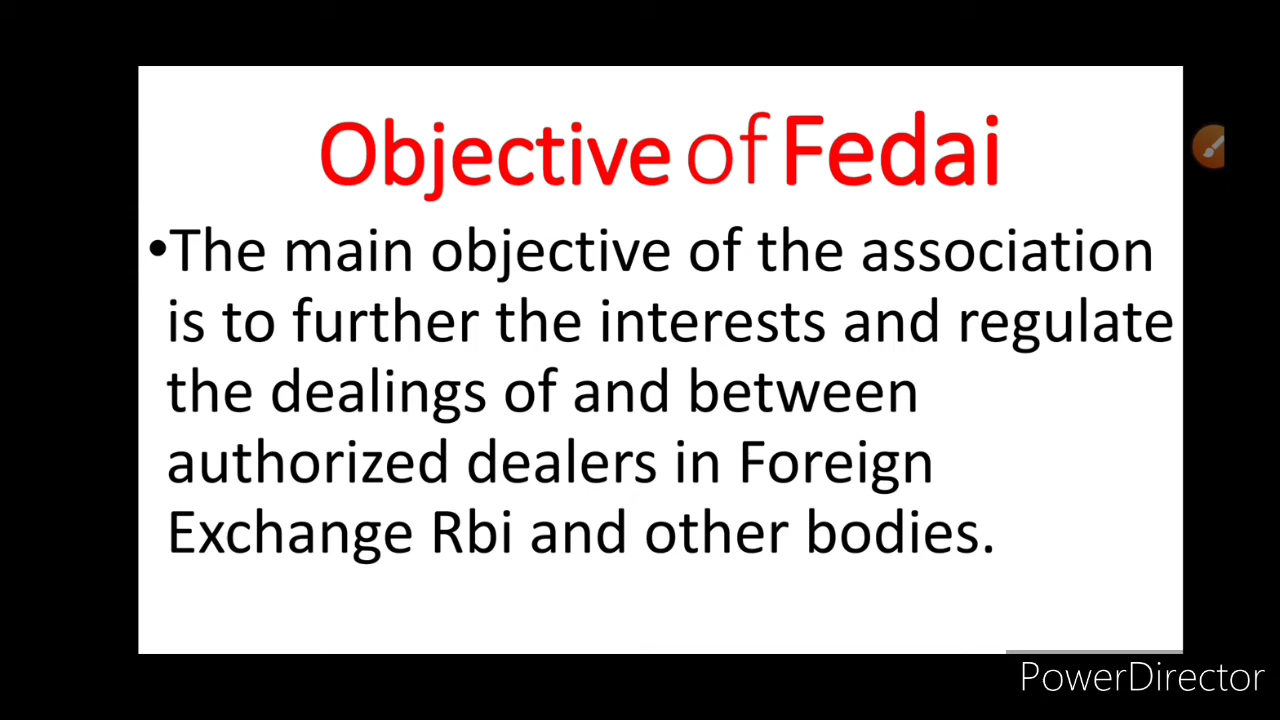 Objective of Fedai
•The main objective of the association
is to further the interests and regulate
the dealings of and between
authorized dealers in Foreign
Exchange Rbi and other bodies.
PowerDirector